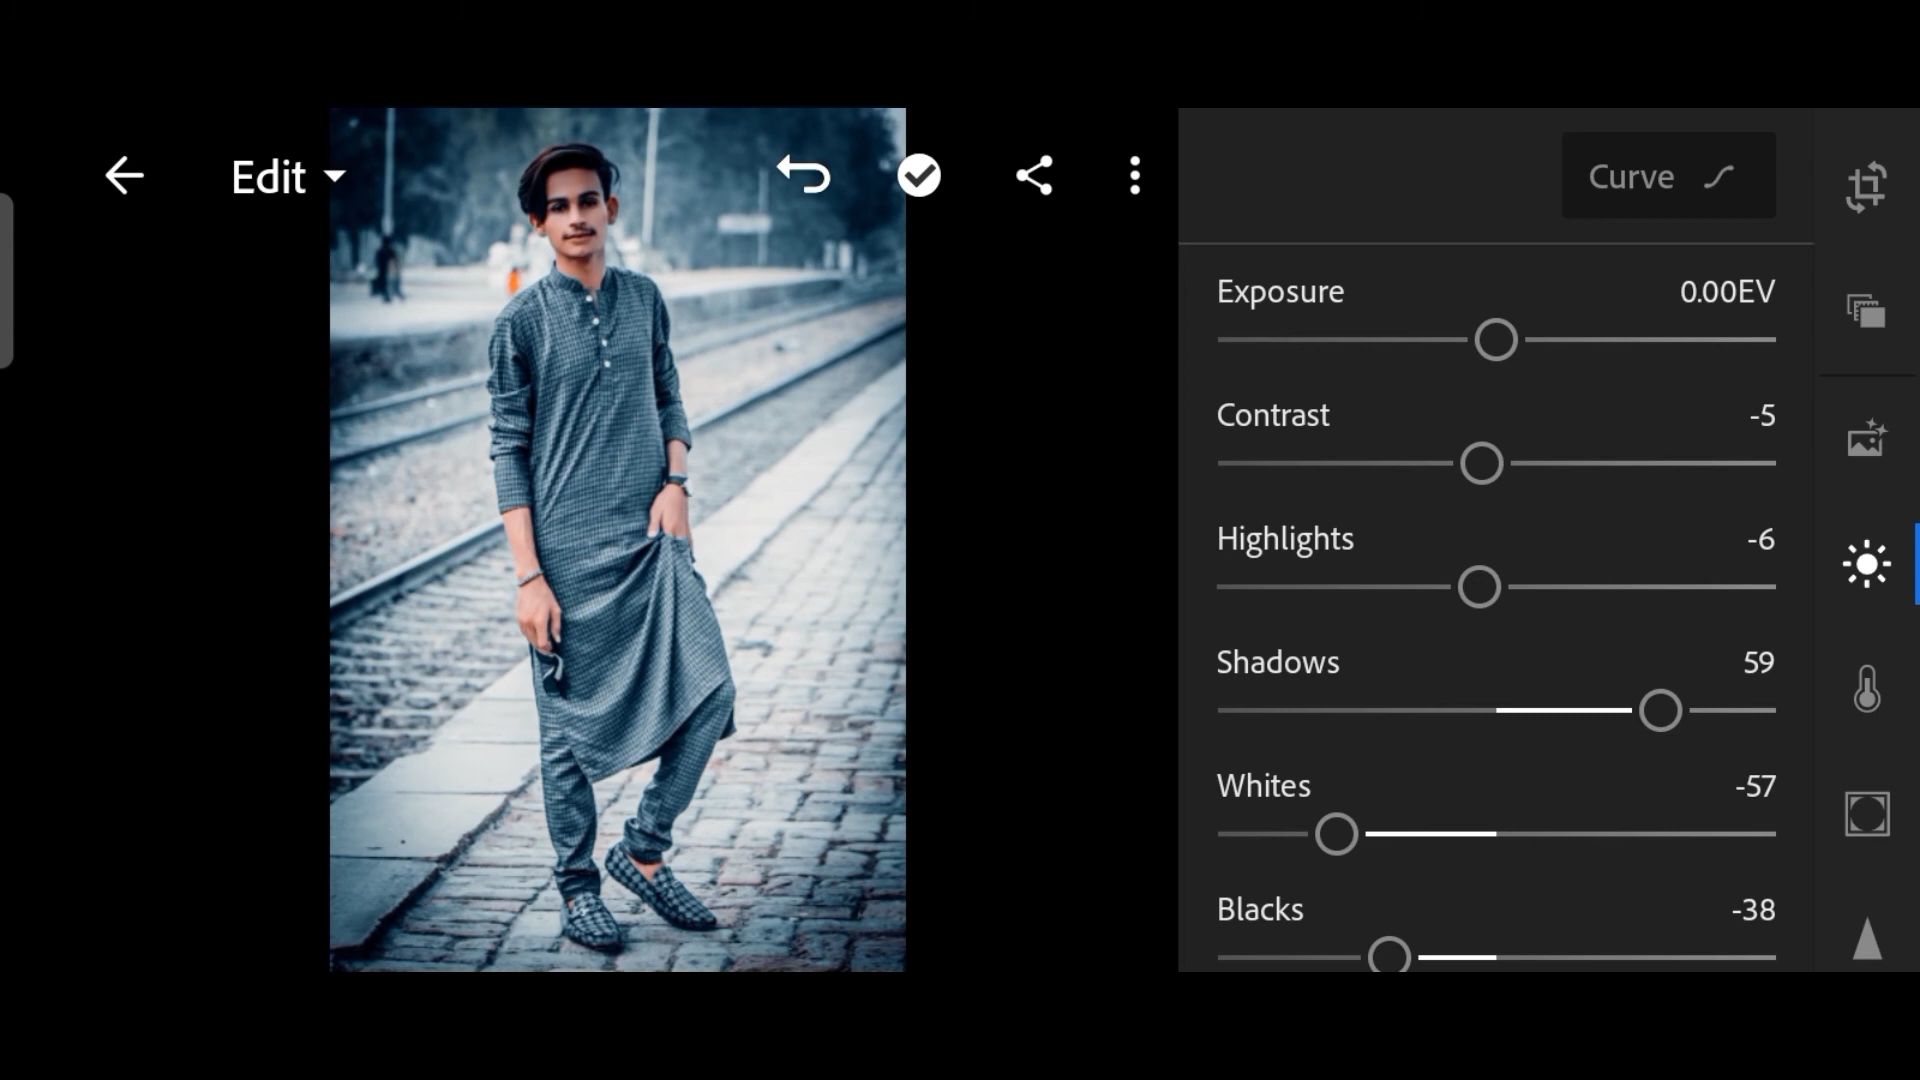 Edit
Curve
Exposure 0.00EV
Contrast -5
Highlights -6
Shadows 59
Whites -57
Blacks -38